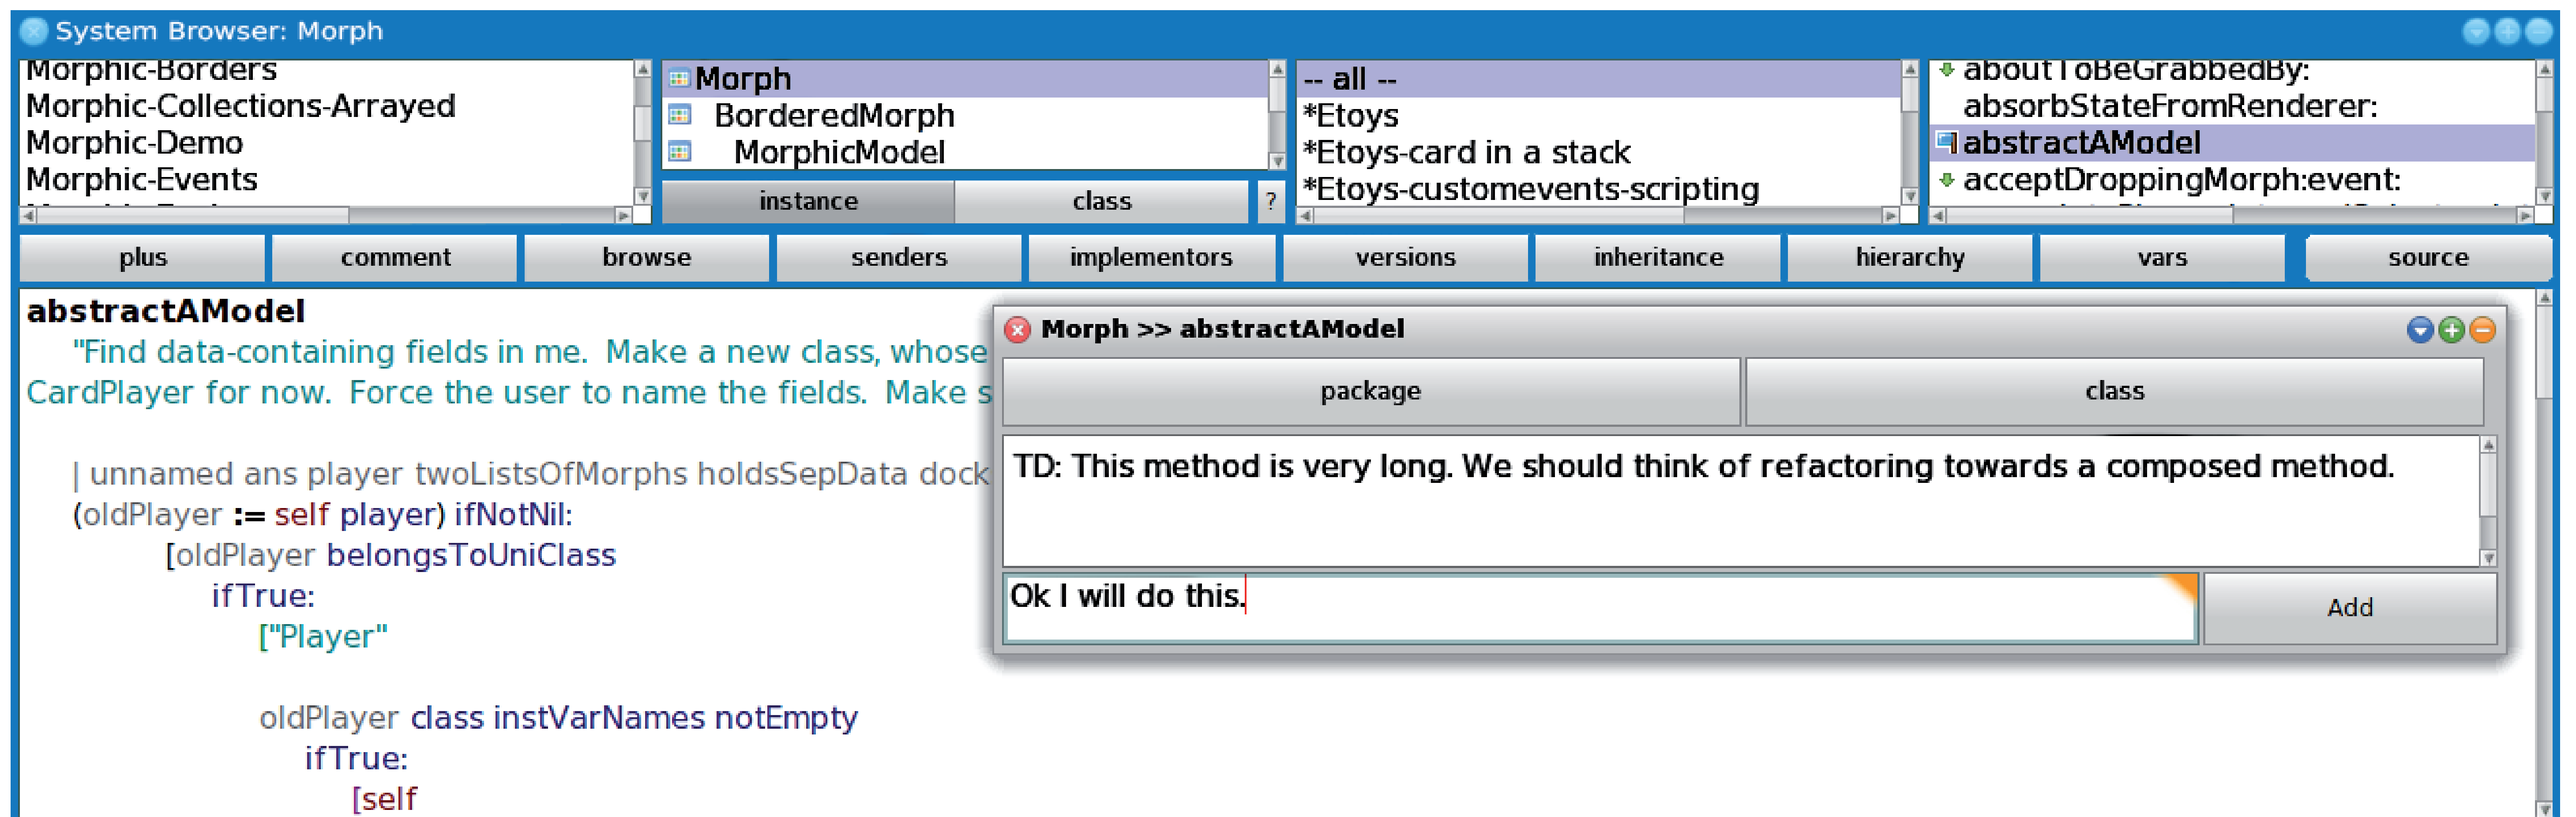 System Browser: Morph
Morphic-Borders
Morphic-Collections-Arrayed
Morphic-Demo
Morphic-Events
Morph
BorderedMorph
MorphicModel
instance
class
?
-- all --
*Etoys
*Etoys-card in a stack
*Etoys-customevents-scripting
aboutToBeGrabbedBy:
absorbStateFromRenderer:
abstractAModel
acceptDroppingMorph:event:
plus
comment
browse
senders
implementors
versions
inheritance
hierarchy
vars
source
abstractAModel
"Find data-containing fields in me.  Make a new class, whose
CardPlayer for now.  Force the user to name the fields.  Make s
| unnamed ans player twoListsOfMorphs holdsSepData dock
(oldPlayer := self player) ifNotNil:
[oldPlayer belongsToUniClass
ifTrue:
["Player"
oldPlayer class instVarNames notEmpty
ifTrue:
[self
Morph >> abstractAModel
package
class
TD: This method is very long. We should think of refactoring towards a composed method.
Ok I will do this.
Add